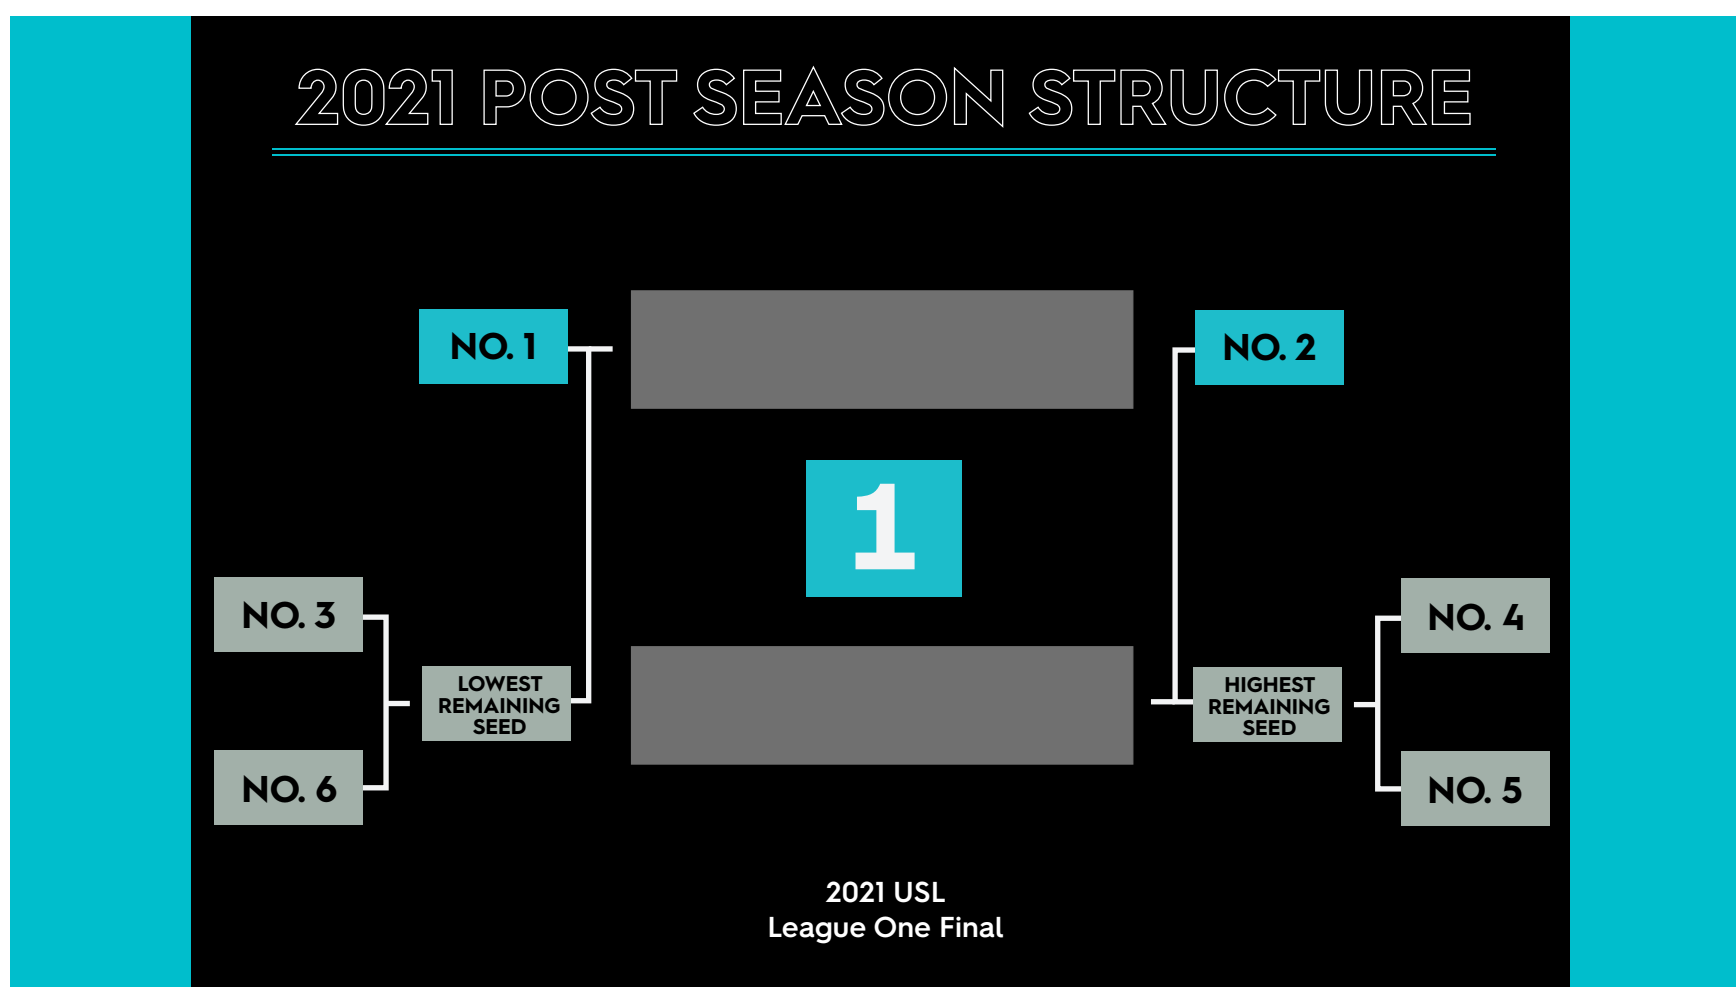 2021 POST SEASON STRUCTURE
NO. 1
NO. 2
1
NO. 3
NO. 4
LOWEST
REMAINING
SEED
HIGHEST
REMAINING
SEED
NO. 6
NO. 5
2021 USL
League One Final